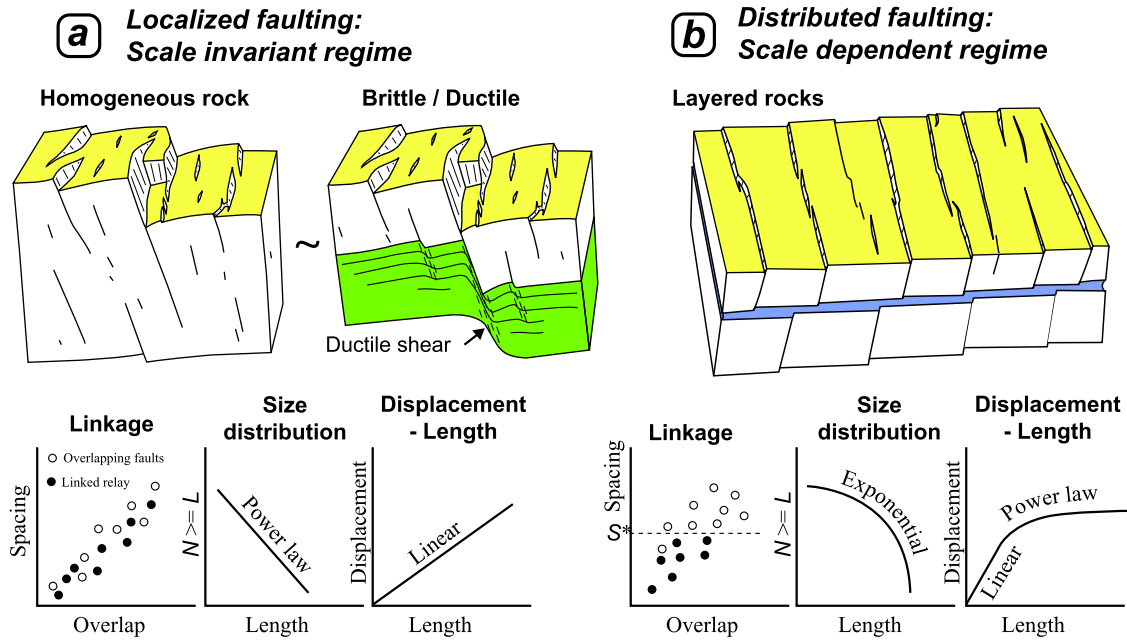 a
Localized faulting:
Scale invariant regime
Homogeneous rock
Brittle / Ductile
~
Ductile shear
Linkage
Overlapping faults
Linked relay
Spacing
Overlap
Size
distribution
N >= L
Power law
Length
Displacement
- Length
Displacement
Linear
Length
b
Distributed faulting:
Scale dependent regime
Layered rocks
Linkage
Spacing
S*
Overlap
Size
distribution
N >= L
Exponential
Length
Displacement
- Length
Displacement
Power law
Linear
Length